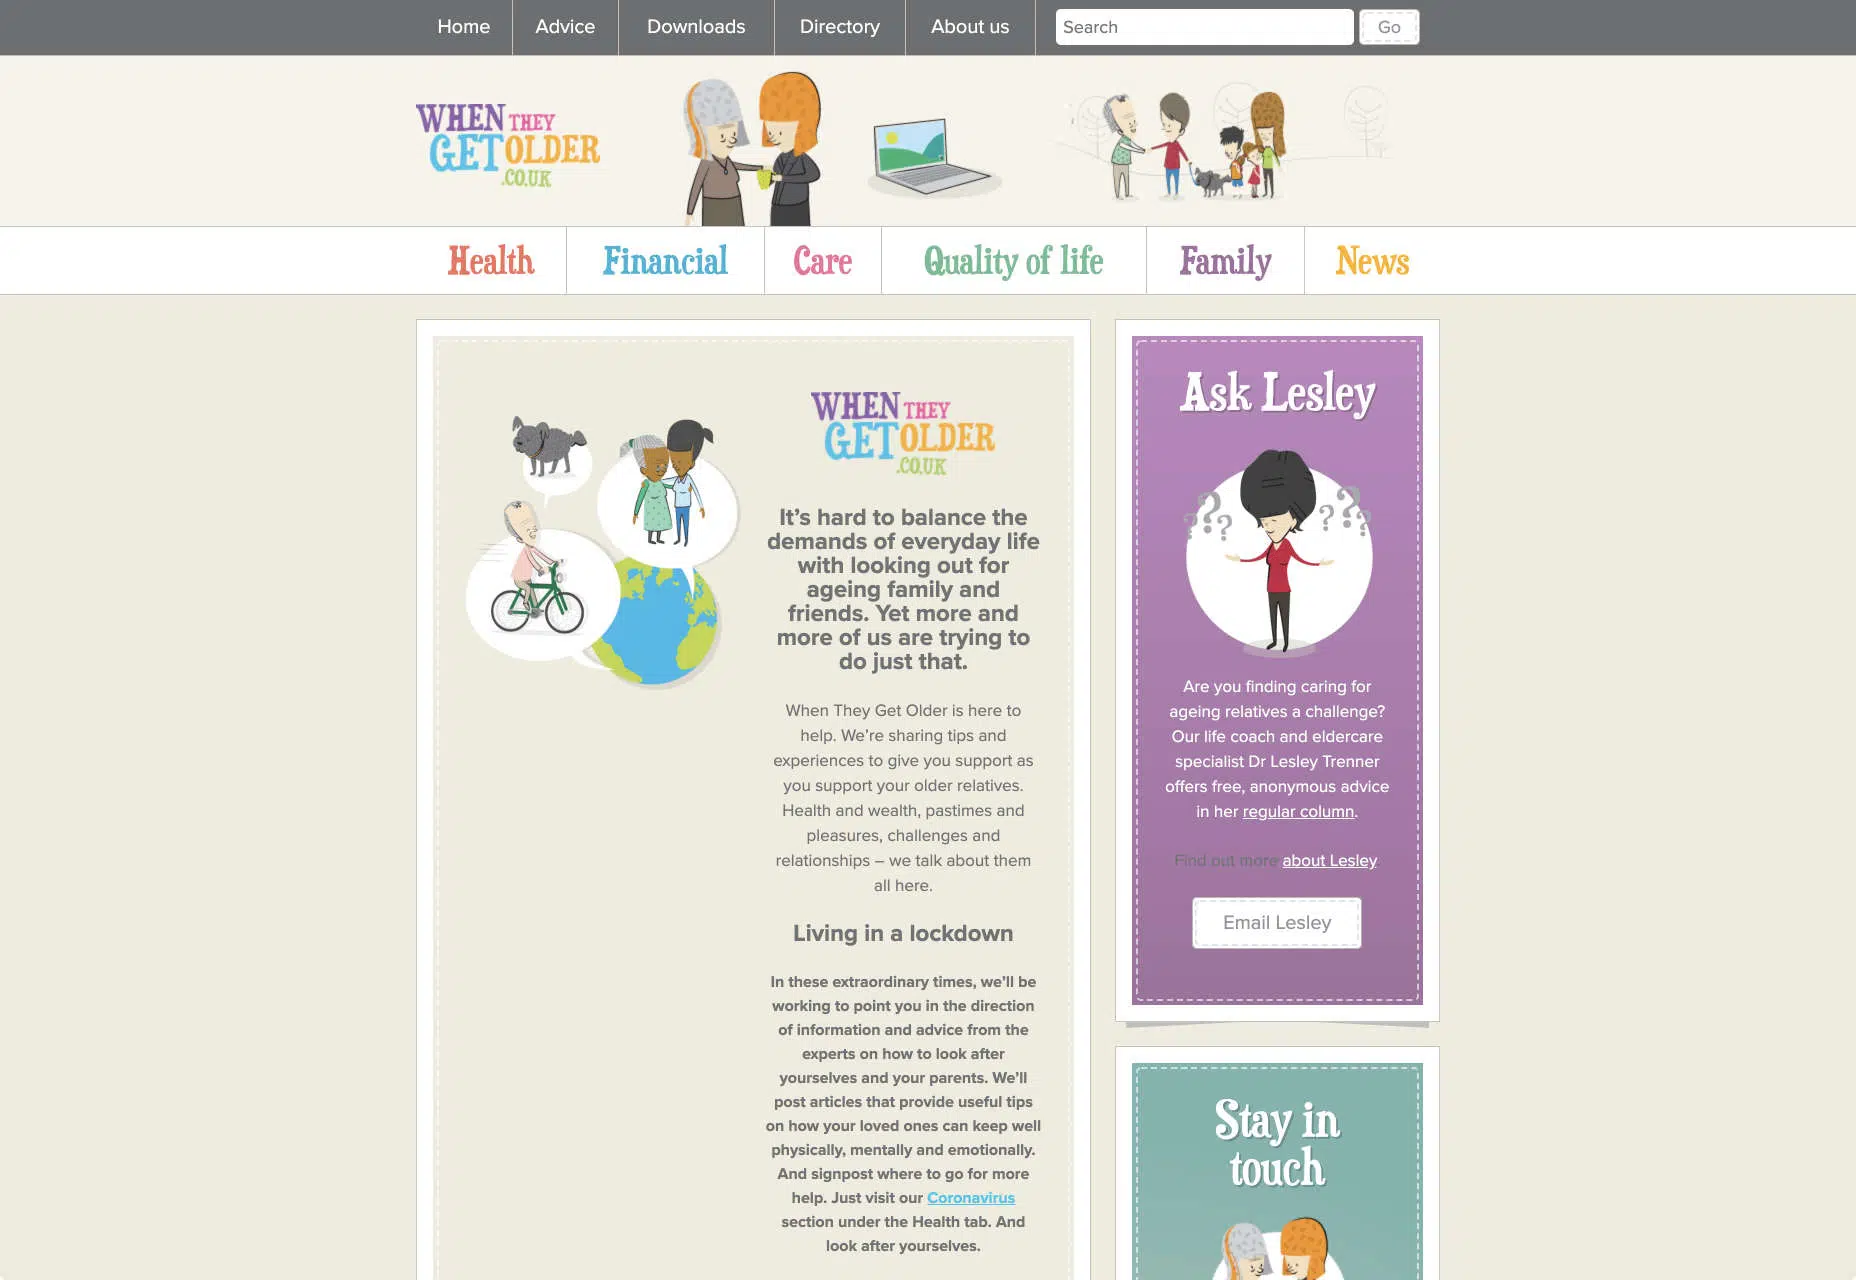 Home
Advice
Downloads
Directory
About us
Search
Go
WHEN THEY
GET OLDER
.CO.UK
Health
Financial
Care
Quality of life
Family
News
WHEN THEY
GET OLDER
.CO.UK
It’s hard to balance the
demands of everyday life
with looking out for
ageing family and
friends. Yet more and
more of us are trying to
do just that.
When They Get Older is here to
help. We’re sharing tips and
experiences to give you support as
you support your older relatives.
Health and wealth, pastimes and
pleasures, challenges and
relationships – we talk about them
all here.
Living in a lockdown
In these extraordinary times, we’ll be
working to point you in the direction
of information and advice from the
experts on how to look after
yourselves and your parents. We’ll
post articles that provide useful tips
on how your loved ones can keep well
physically, mentally and emotionally.
And signpost where to go for more
help. Just visit our Coronavirus
section under the Health tab. And
look after yourselves.
Ask Lesley
? ? ? ? ? ?
Are you finding caring for
ageing relatives a challenge?
Our life coach and eldercare
specialist Dr Lesley Trenner
offers free, anonymous advice
in her regular column.
Find out more about Lesley
Email Lesley
Stay in
touch